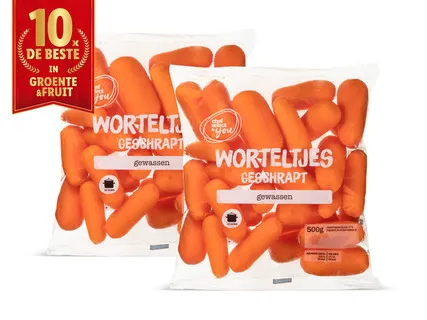 10x
DE BESTE
IN
GROENTE
&FRUIT
chef
select
& you
WORTELTJES
GESCHRAPT
gewassen
chef
select
& you
WORTELTJES
GESCHRAPT
gewassen
500g